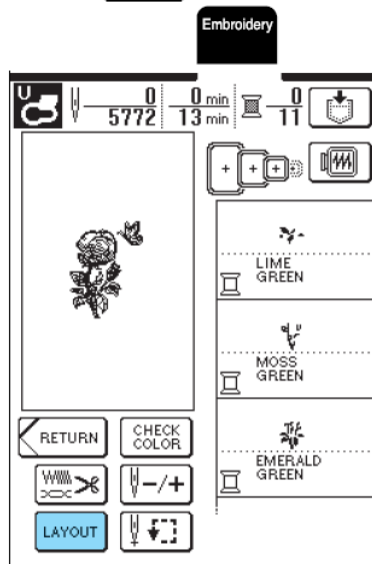 Embroidery
U
0 0 min 0
5772 13 min 11
LIME
GREEN
MOSS
GREEN
EMERALD
GREEN
RETURN
CHECK
COLOR
-/+
LAYOUT